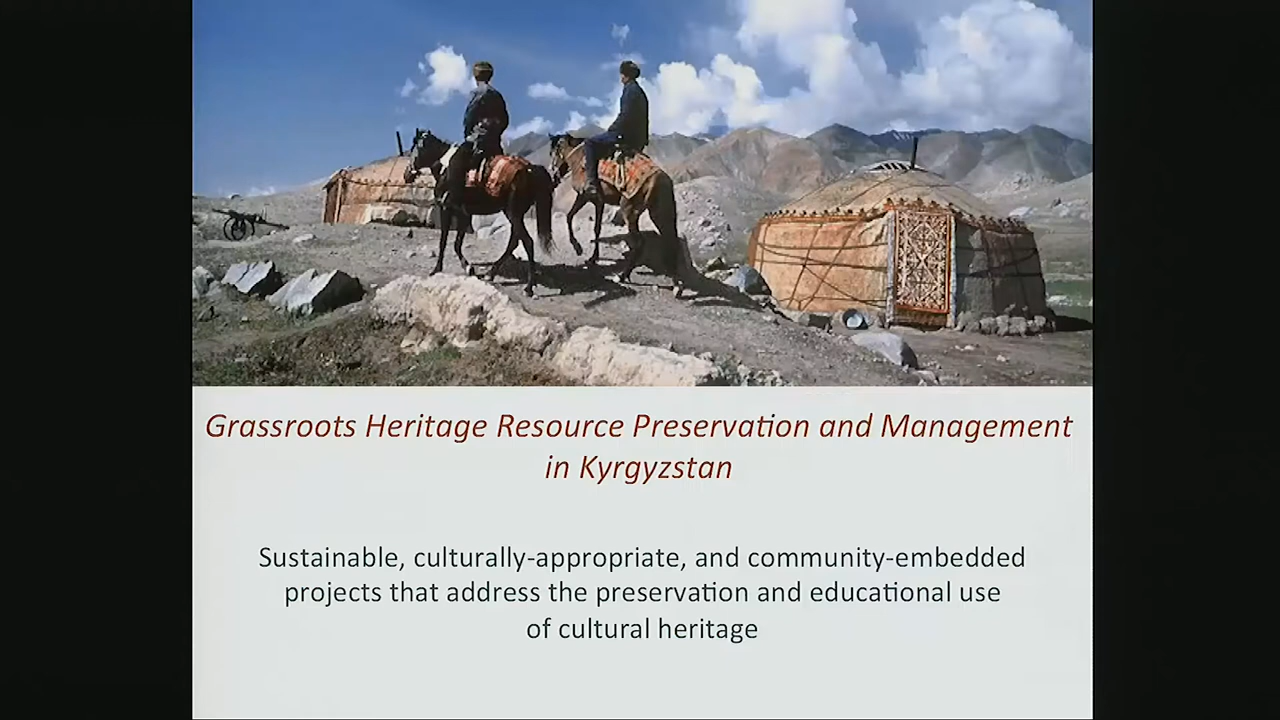 Grassroots Heritage Resource Preservation and Management
in Kyrgyzstan
Sustainable, culturally-appropriate, and community-embedded
projects that address the preservation and educational use
of cultural heritage